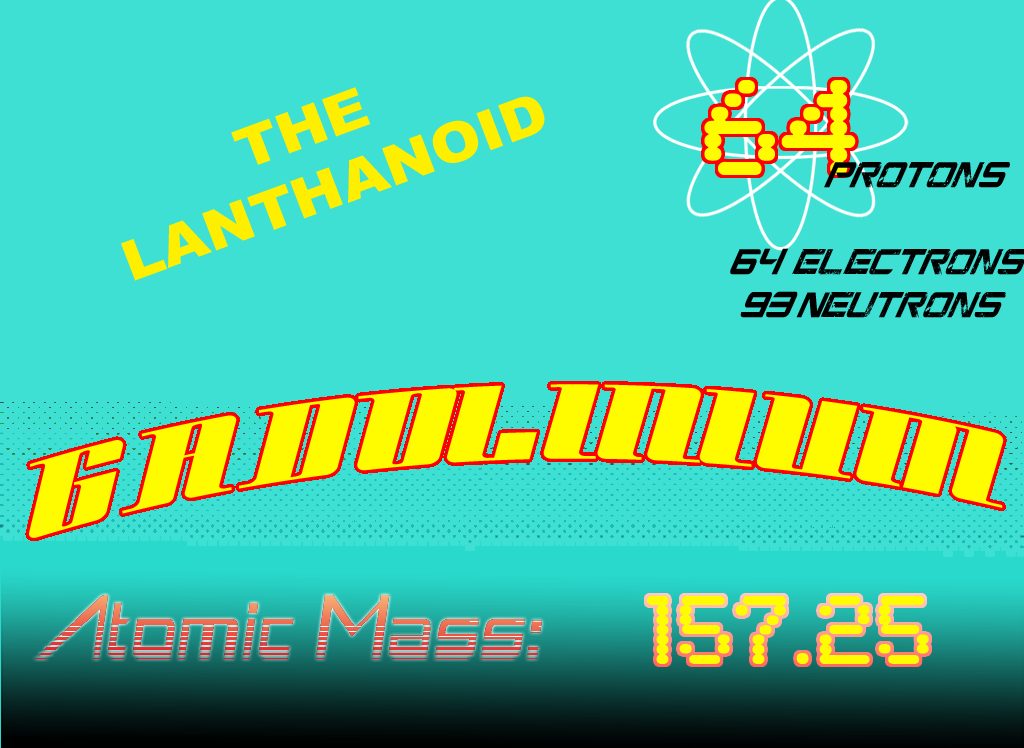 THE
LANTHANOID
64
PROTONS
64 ELECTRONS
93 NEUTRONS
GADOLINIUM
Atomic Mass: 157.25